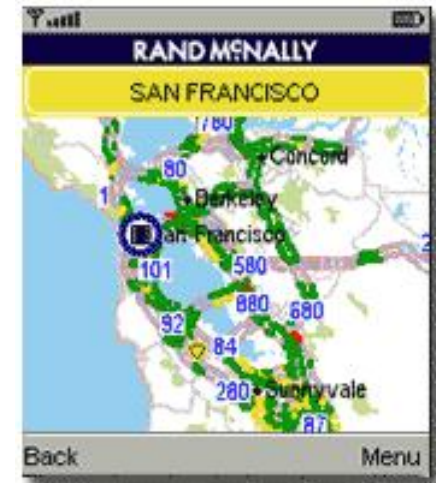 RAND McNALLY
SAN FRANCISCO
780
Concord
80
1
Berkeley
San Francisco
101
580
880
680
92
84
280
Sunnyvale
87
Back
Menu